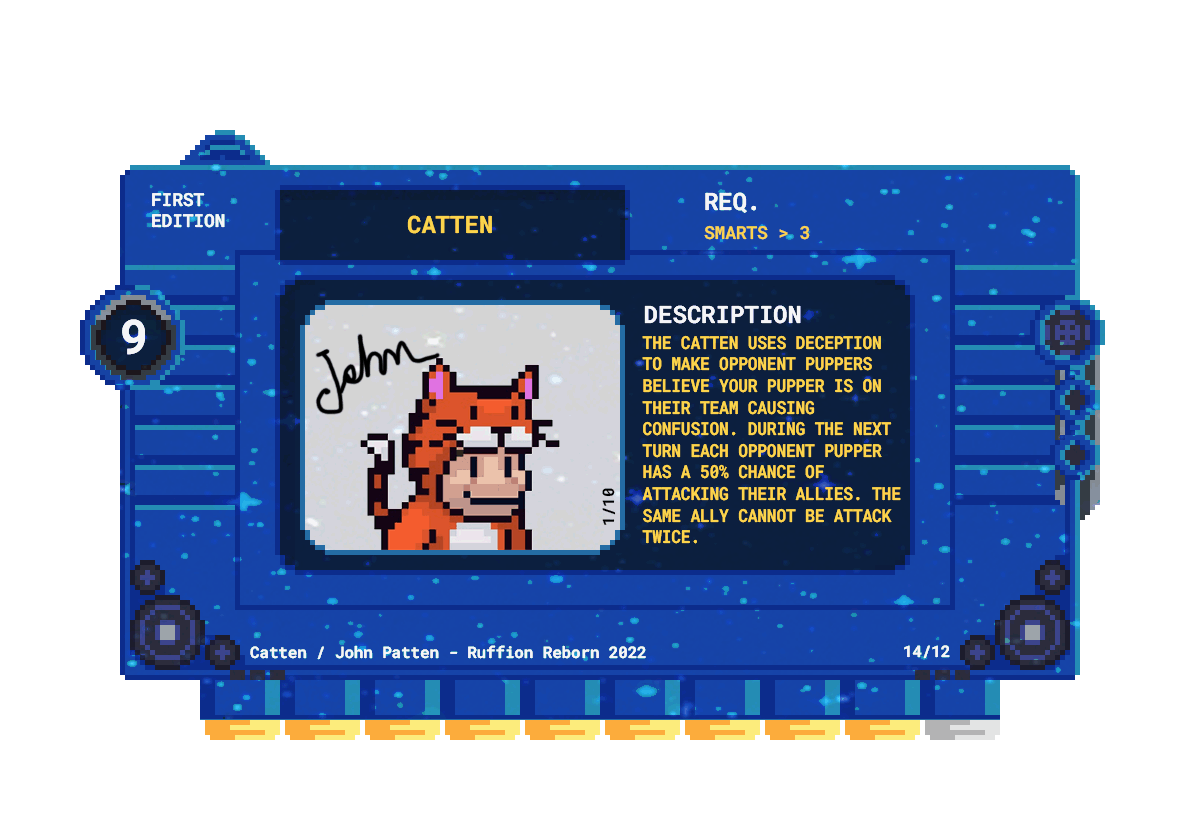 FIRST
EDITION
CATTEN
REQ.
SMARTS > 3
9
John
1/10
DESCRIPTION
THE CATTEN USES DECEPTION
TO MAKE OPPONENT PUPPERS
BELIEVE YOUR PUPPER IS ON
THEIR TEAM CAUSING
CONFUSION. DURING THE NEXT
TURN EACH OPPONENT PUPPER
HAS A 50% CHANCE OF
ATTACKING THEIR ALLIES. THE
SAME ALLY CANNOT BE ATTACK
TWICE.
Catten / John Patten - Ruffion Reborn 2022
14/12